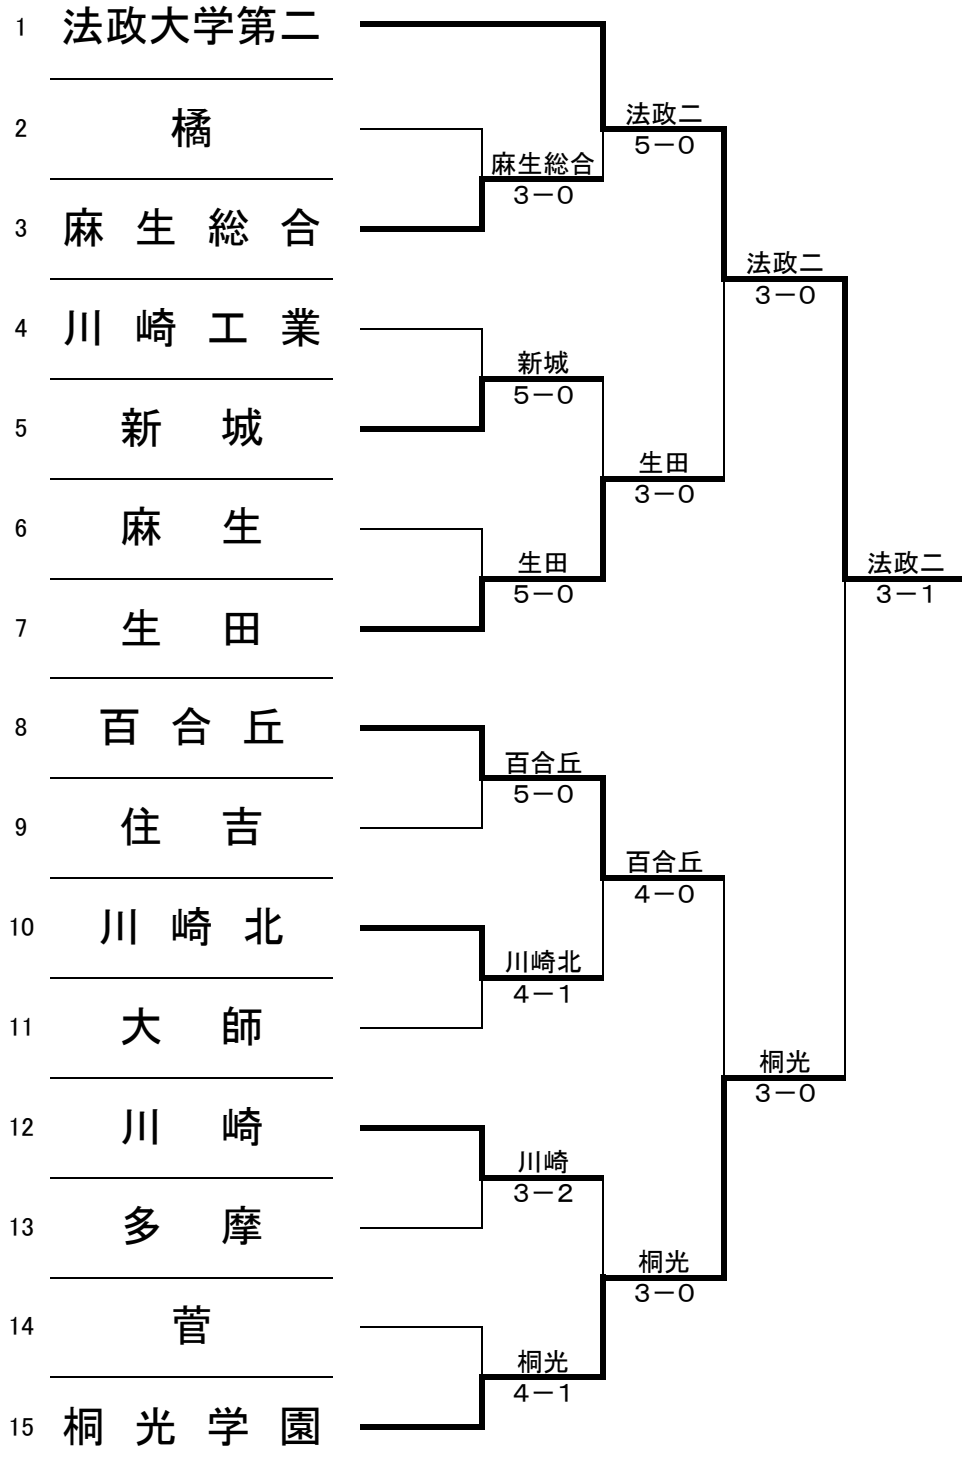 1 法政大学第二
法政二
2 橘
5－0
麻生総合
3－0
3 麻生総合
法政二
3－0
4 川崎工業
新城
5－0
5 新城
生田
3－0
6 麻生
生田
5－0
法政二
3－1
7 生田
8 百合丘
百合丘
5－0
9 住吉
百合丘
4－0
10 川崎北
川崎北
4－1
11 大師
桐光
3－0
12 川崎
川崎
3－2
13 多摩
桐光
3－0
14 菅
桐光
4－1
15 桐光学園